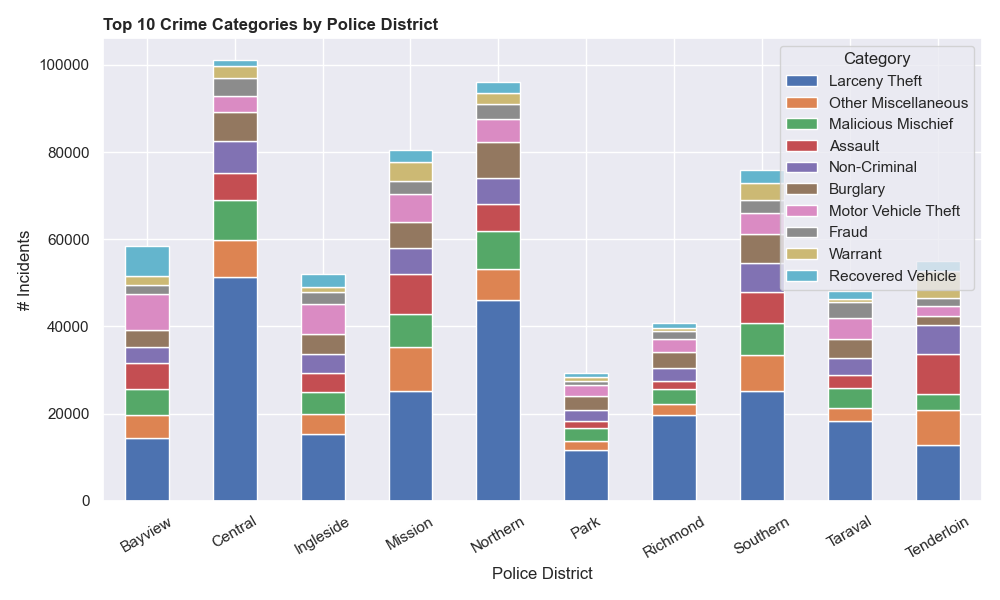 Top 10 Crime Categories by Police District
# Incidents
100000
80000
60000
40000
20000
0
Category
Larceny Theft
Other Miscellaneous
Malicious Mischief
Assault
Non-Criminal
Burglary
Motor Vehicle Theft
Fraud
Warrant
Recovered Vehicle
Bayview
Central
Ingleside
Mission
Northern
Park
Richmond
Southern
Taraval
Tenderloin
Police District